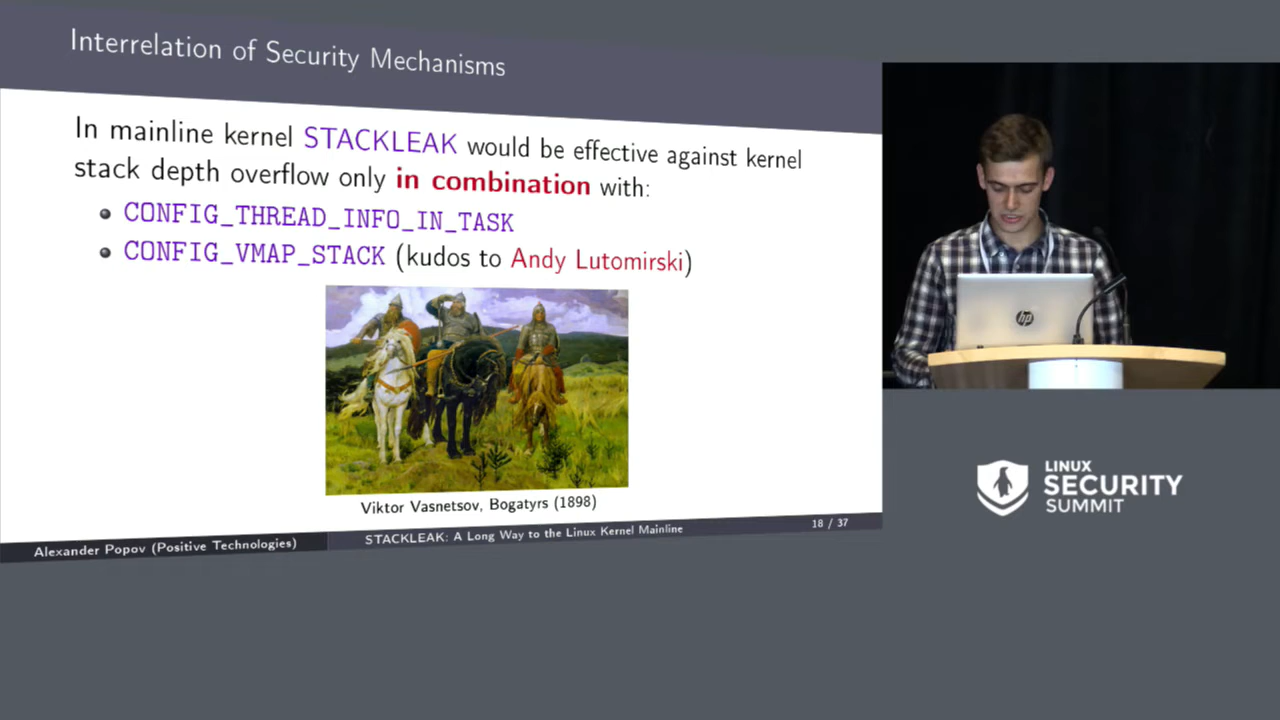 Interrelation of Security Mechanisms
In mainline kernel STACKLEAK would be effective against kernel
stack depth overflow only in combination with:
CONFIG_THREAD_INFO_IN_TASK
CONFIG_VMAP_STACK (kudos to Andy Lutomirski)
Viktor Vasnetsov, Bogatyrs (1898)
18 / 37
Alexander Popov (Positive Technologies)
STACKLEAK: A Long Way to the Linux Kernel Mainline
hp
LINUX
SECURITY
SUMMIT